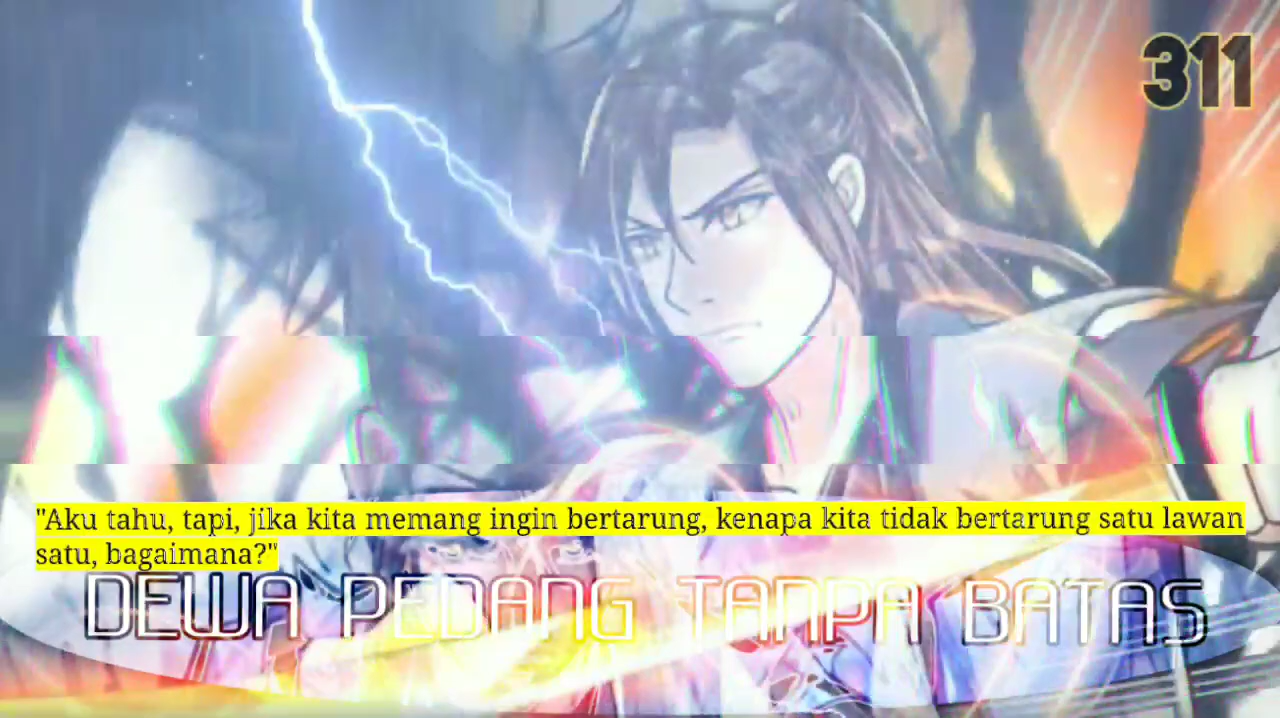 311
"Aku tahu, tapi, jika kita memang ingin bertarung, kenapa kita tidak bertarung satu lawan
satu, bagaimana?"
DEWA PEDANG TANPA BATAS